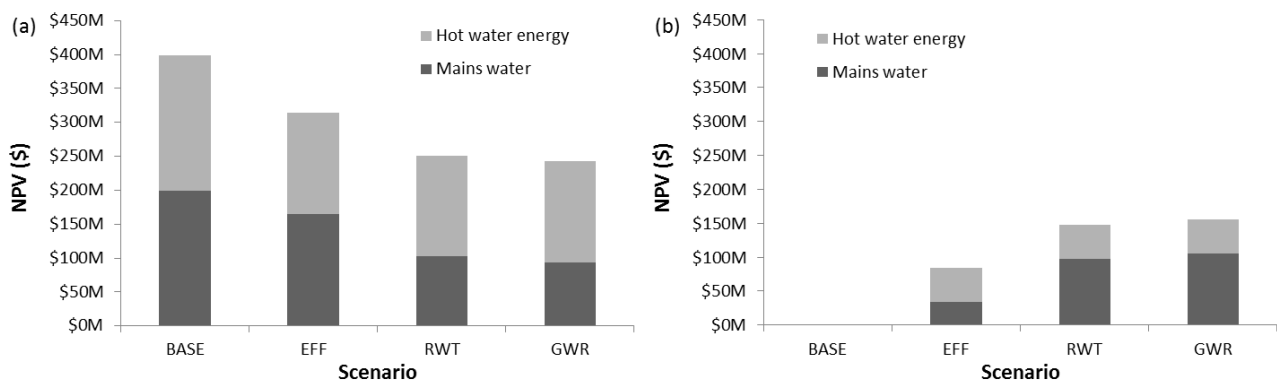 (a)
NPV ($)
$450M
$400M
$350M
$300M
$250M
$200M
$150M
$100M
$50M
$0M
Hot water energy
Mains water
BASE EFF RWT GWR
Scenario
(b)
NPV ($)
$450M
$400M
$350M
$300M
$250M
$200M
$150M
$100M
$50M
$0M
Hot water energy
Mains water
BASE EFF RWT GWR
Scenario